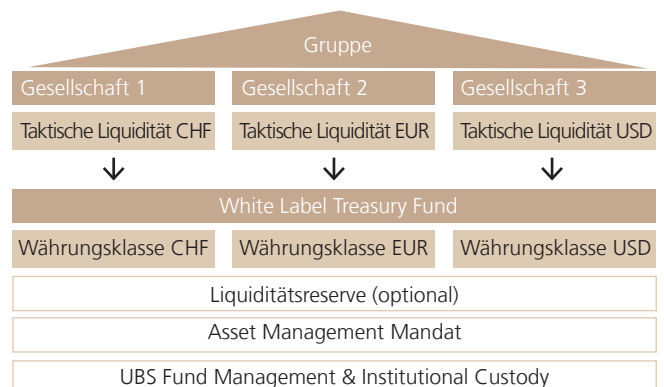 Gruppe
Gesellschaft 1 Gesellschaft 2 Gesellschaft 3
Taktische Liquidität CHF Taktische Liquidität EUR Taktische Liquidität USD
White Label Treasury Fund
Währungsklasse CHF Währungsklasse EUR Währungsklasse USD
Liquiditätsreserve (optional)
Asset Management Mandat
UBS Fund Management & Institutional Custody